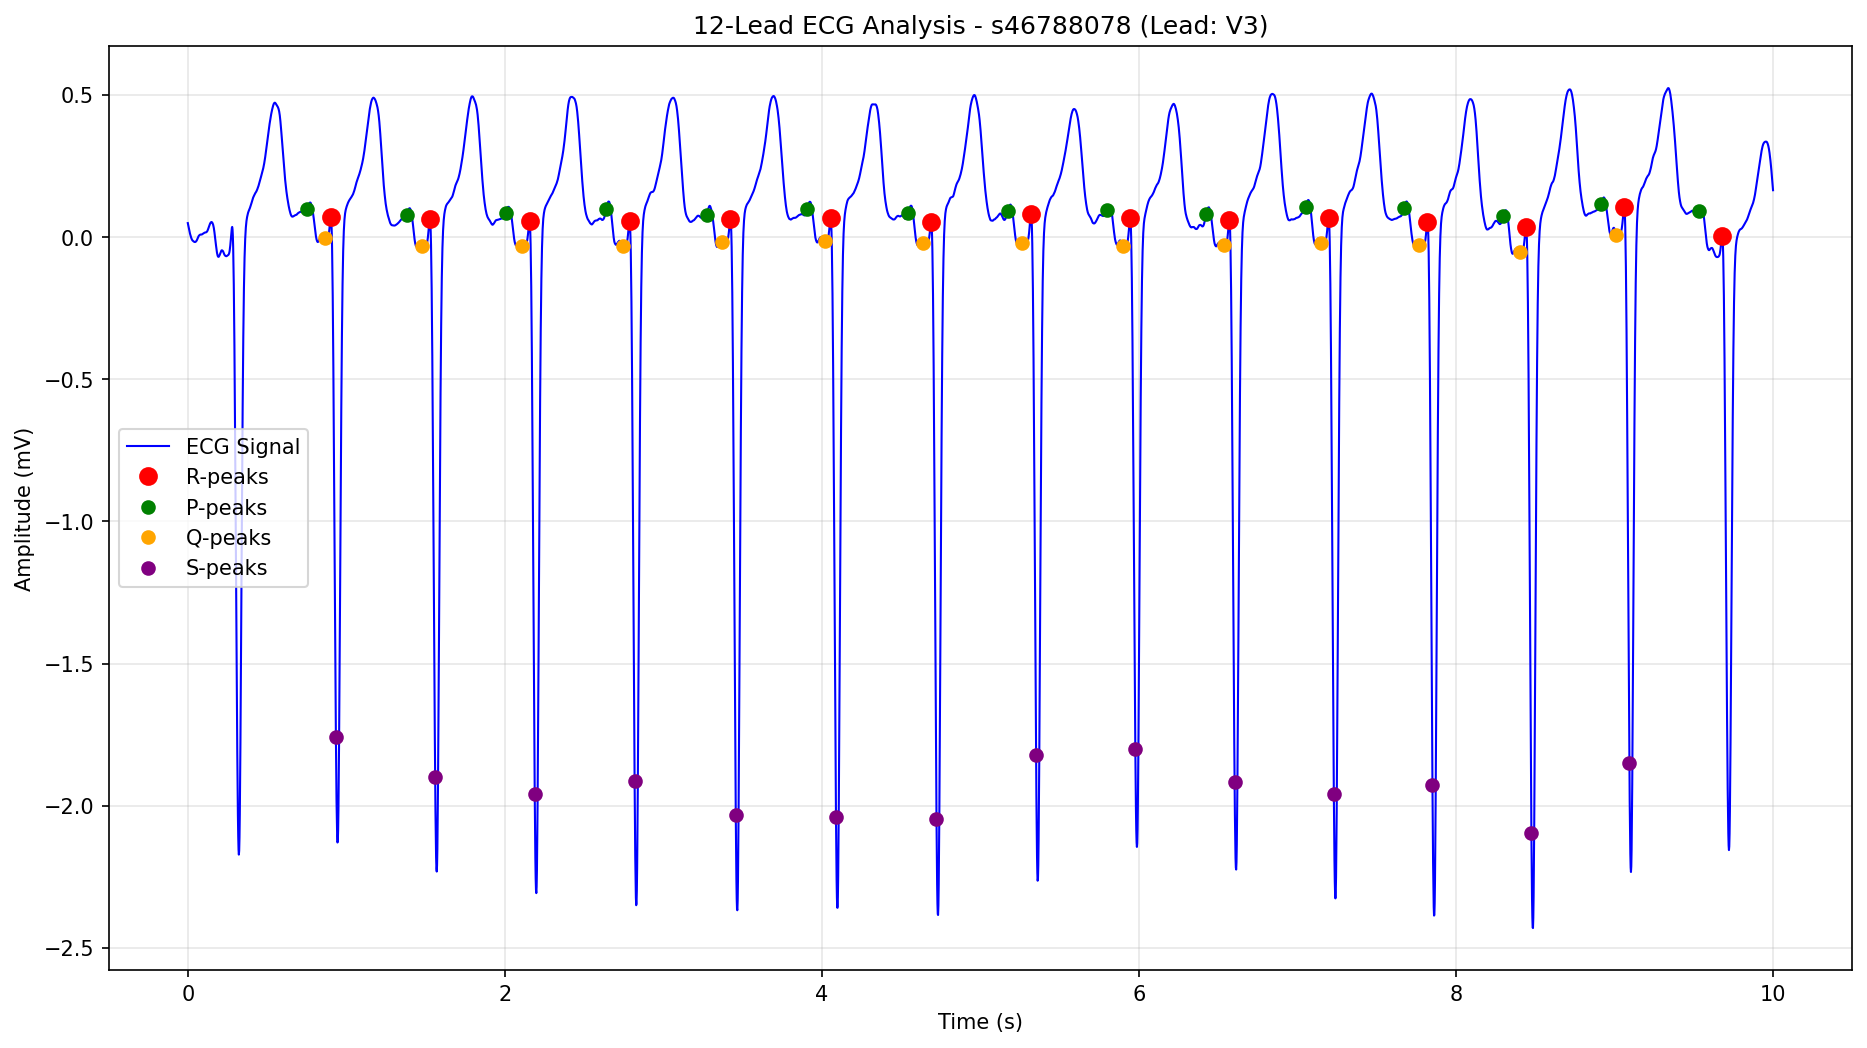 12-Lead ECG Analysis - s46788078 (Lead: V3)
0.5
0.0
−0.5
−1.0
−1.5
−2.0
−2.5
Amplitude (mV)
ECG Signal
R-peaks
P-peaks
Q-peaks
S-peaks
0 2 4 6 8 10
Time (s)